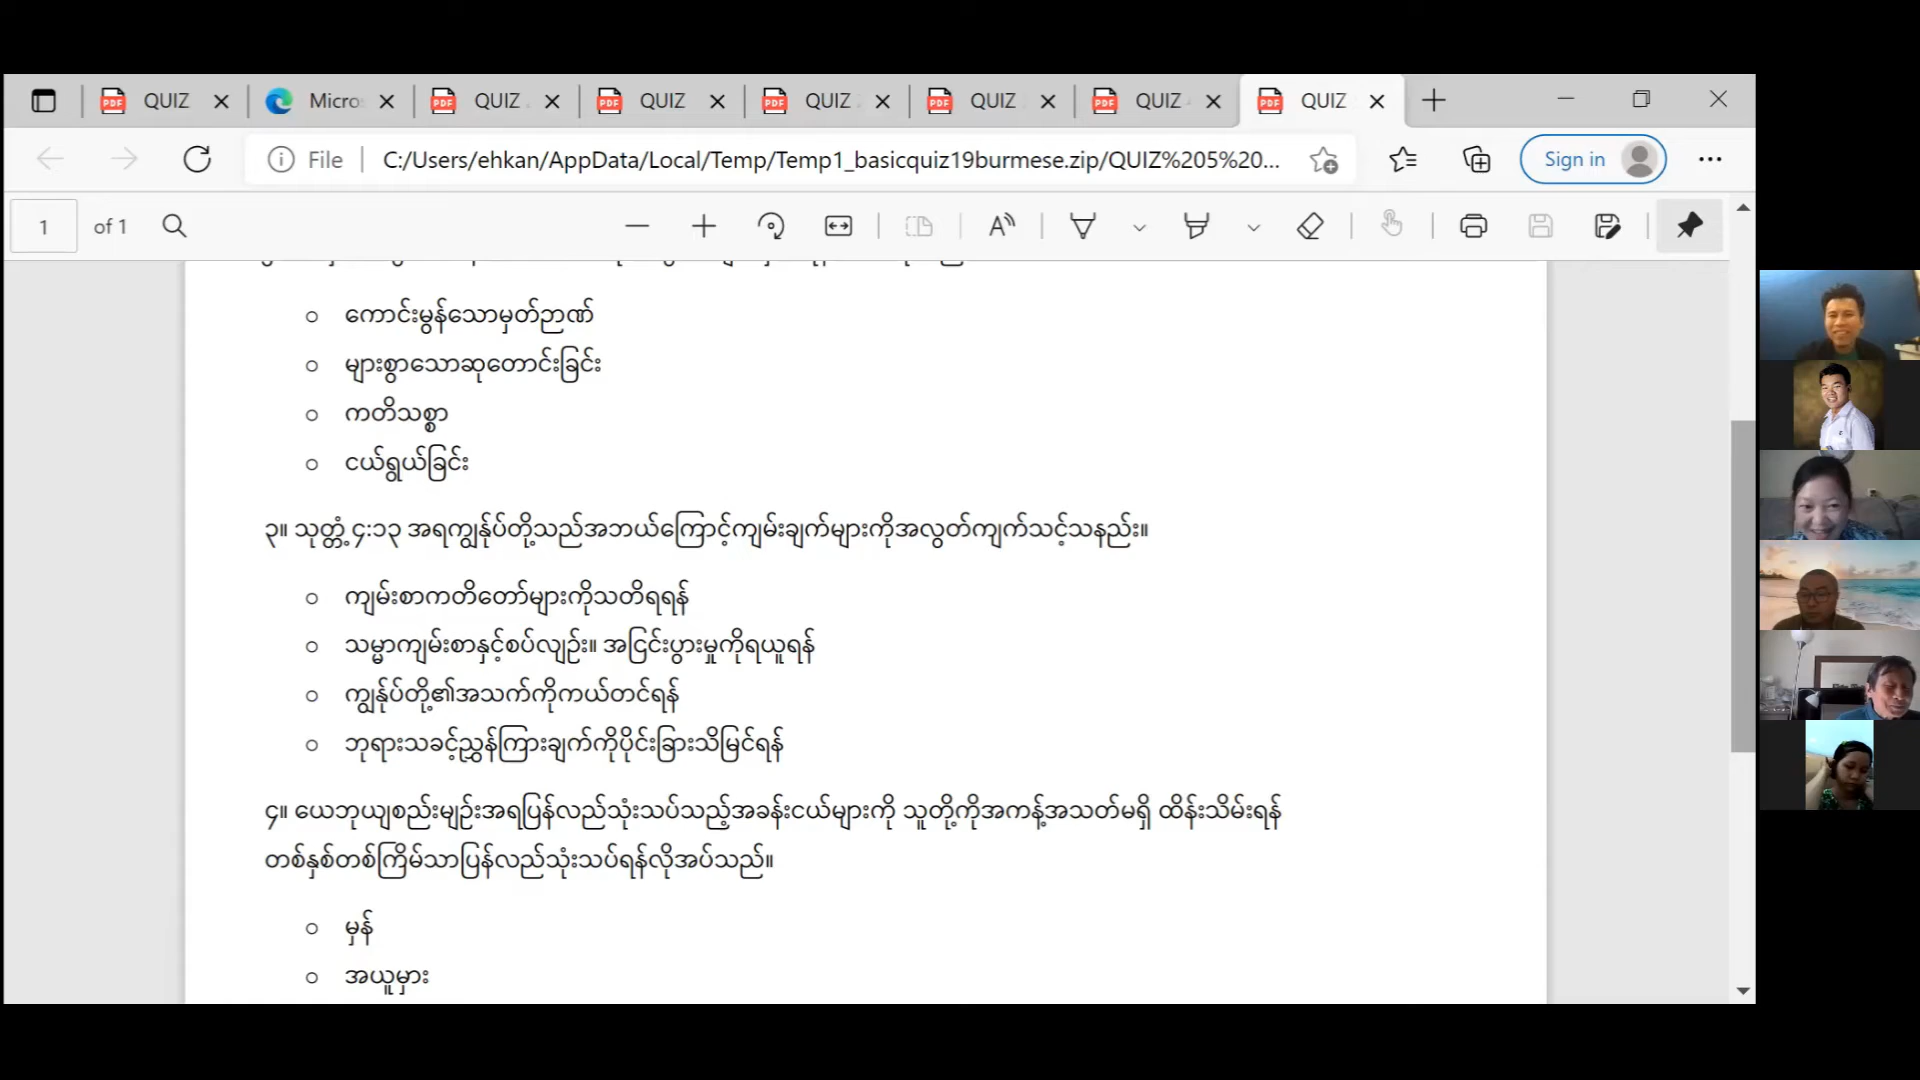 QUIZ Micro QUIZ QUIZ QUIZ QUIZ QUIZ QUIZ
File C:/Users/ehkan/AppData/Local/Temp/Temp1_basicquiz19burmese.zip/QUIZ%205%20... Sign in
1 of 1
ကောင်းမွန်သောမှတ်ဉာဏ်
များစွာသောဆုတောင်းခြင်း
ကတိသစ္စာ
ငယ်ရွယ်ခြင်း
၃။ သုတ္တံ့ ၄:၁၃ အရကျွန်ုပ်တို့သည်အဘယ်ကြောင့်ကျမ်းချက်များကိုအလွတ်ကျက်သင့်သနည်း။
ကျမ်းစာကတိတော်များကိုသတိရရန်
သမ္မာကျမ်းစာနှင့်စပ်လျဉ်း။ အငြင်းပွားမှုကိုရယူရန်
ကျွန်ုပ်တို့၏အသက်ကိုကယ်တင်ရန်
ဘုရားသခင့်ညွှန်ကြားချက်ကိုပိုင်းခြားသိမြင်ရန်
၄။ ယေဘုယျစည်းမျဉ်းအရပြန်လည်သုံးသပ်သည့်အခန်းငယ်များကို သူတို့ကိုအကန့်အသတ်မရှိ ထိန်းသိမ်းရန်
တစ်နှစ်တစ်ကြိမ်သာပြန်လည်သုံးသပ်ရန်လိုအပ်သည်။
မှန်
အယူမှား